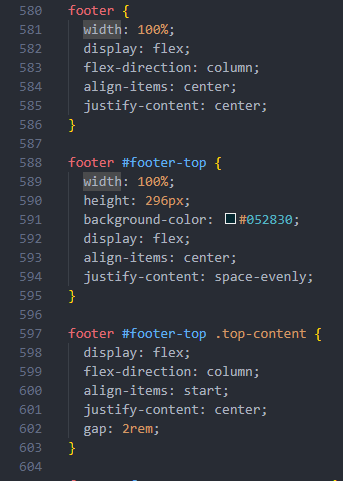 580 footer {
581 width: 100%;
582 display: flex;
583 flex-direction: column;
584 align-items: center;
585 justify-content: center;
586 }
587
588 footer #footer-top {
589 width: 100%;
590 height: 296px;
591 background-color: #052830;
592 display: flex;
593 align-items: center;
594 justify-content: space-evenly;
595 }
596
597 footer #footer-top .top-content {
598 display: flex;
599 flex-direction: column;
600 align-items: start;
601 justify-content: center;
602 gap: 2rem;
603 }
604